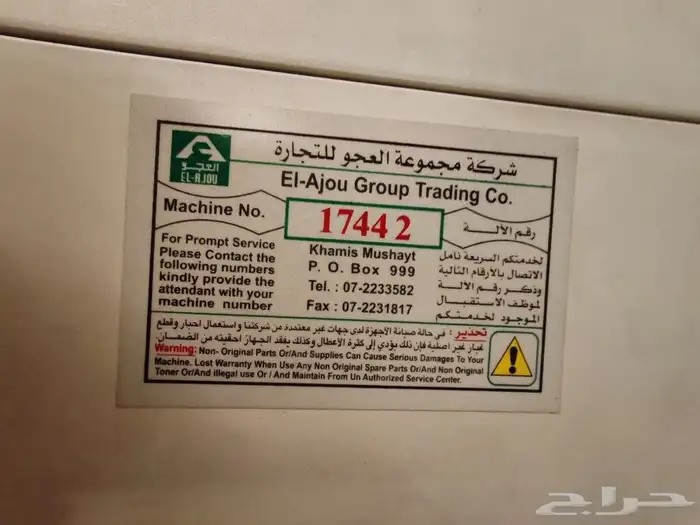 العجو
EL-AJOU
شركة مجموعة العجو للتجارة
El-Ajou Group Trading Co.
Machine No.
17442
رقم الآلة
For Prompt Service
Please Contact the
following numbers
kindly provide the
attendant with your
machine number
Khamis Mushayt
P. O. Box 999
Tel. : 07-2233582
Fax : 07-2231817
لخدمتكم السريعة نأمل
الاتصال بالأرقام التالية
وذكر رقم الآلة
لموظف الاستقبال
الموجود لخدمتكم
تحذير : في حالة صيانة الأجهزة لدى جهات غير معتمدة من شركتنا واستعمال احبار وقطع
غيار غير اصلية فإن ذلك يؤدي إلى كثرة الأعطال وكذلك يفقد الجهاز احقيته من الضمان.
Warning: Non- Original Parts Or/And Supplies Can Cause Serious Damages To Your
Machine. Lost Warranty When Use Any Non Original Spare Parts Or/And Non Original
Toner Or/And illegal use Or / And Maintain From Un Authorized Service Center.
حراج